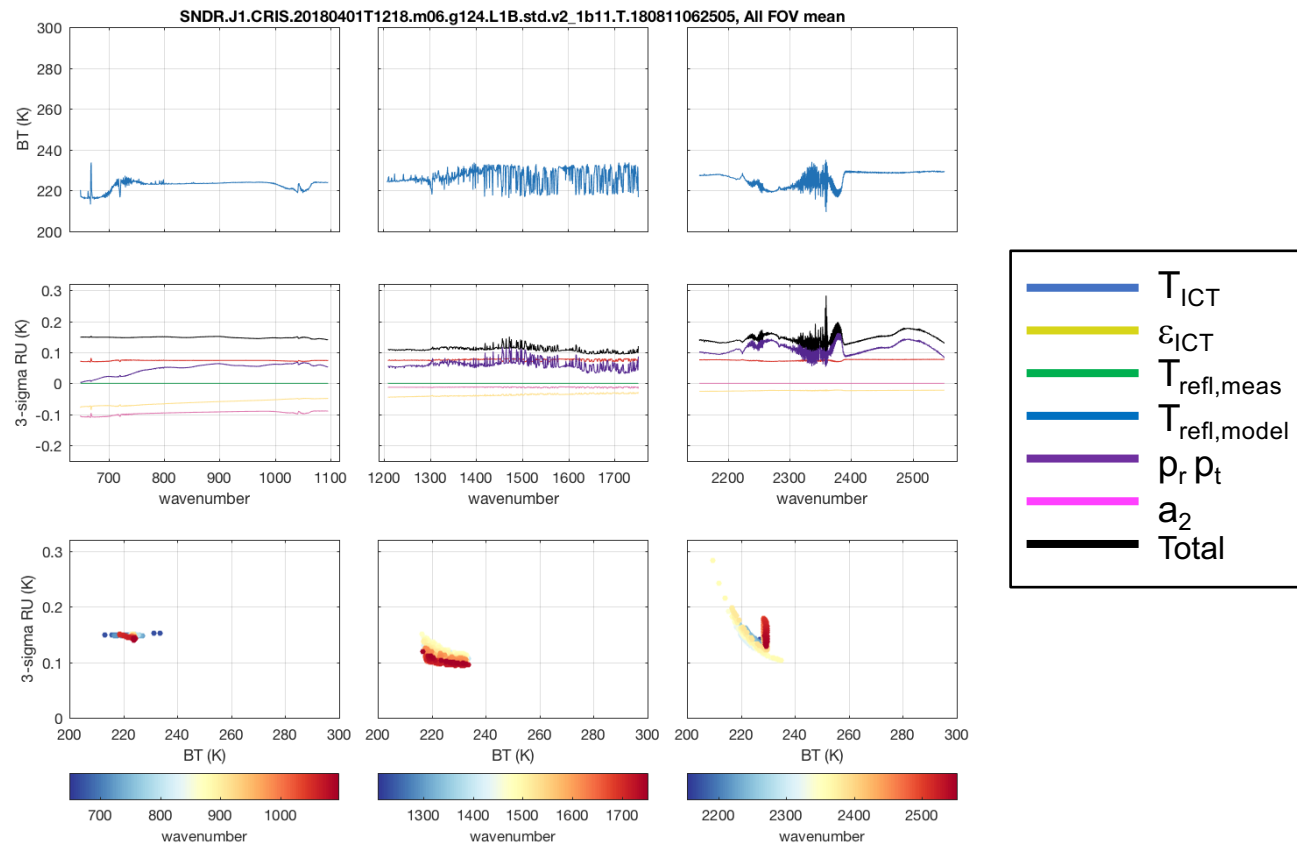 SNDR.J1.CRIS.20180401T1218.m06.g124.L1B.std.v2_1b11.T.180811062505, All FOV mean
BT (K)
300
280
260
240
220
200
3-sigma RU (K)
0.3
0.2
0.1
0
-0.1
-0.2
700 800 900 1000 1100
wavenumber
1200 1300 1400 1500 1600 1700
wavenumber
2200 2300 2400 2500
wavenumber
3-sigma RU (K)
0.3
0.2
0.1
0
200 220 240 260 280 300
BT (K)
200 220 240 260 280 300
BT (K)
200 220 240 260 280 300
BT (K)
700 800 900 1000
wavenumber
1300 1400 1500 1600 1700
wavenumber
2200 2300 2400 2500
wavenumber
T_ICT
ε_ICT
T_refl,meas
T_refl,model
p_r p_t
a_2
Total